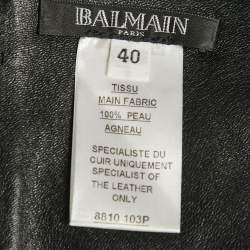 BALMAIN
PARIS
40
TISSU
MAIN FABRIC
100% PEAU
AGNEAU
SPECIALISTE DU
CUIR UNIQUEMENT
SPECIALIST OF
THE LEATHER
ONLY
8810 103P